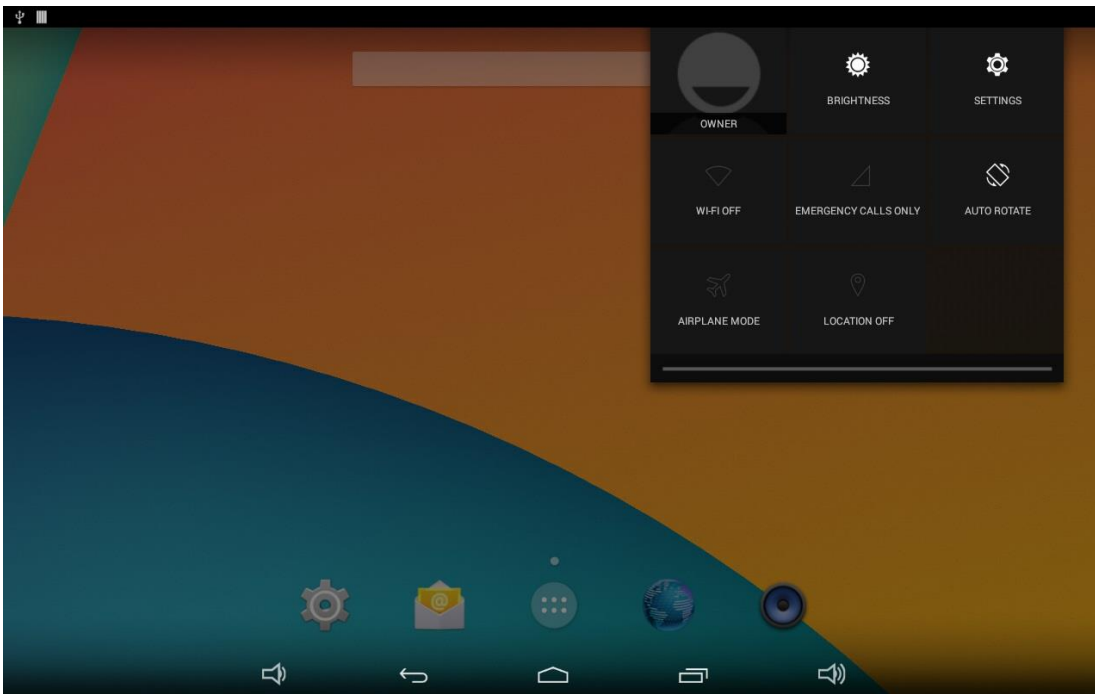 BRIGHTNESS
SETTINGS
OWNER
WI-FI OFF
EMERGENCY CALLS ONLY
AUTO ROTATE
AIRPLANE MODE
LOCATION OFF
@